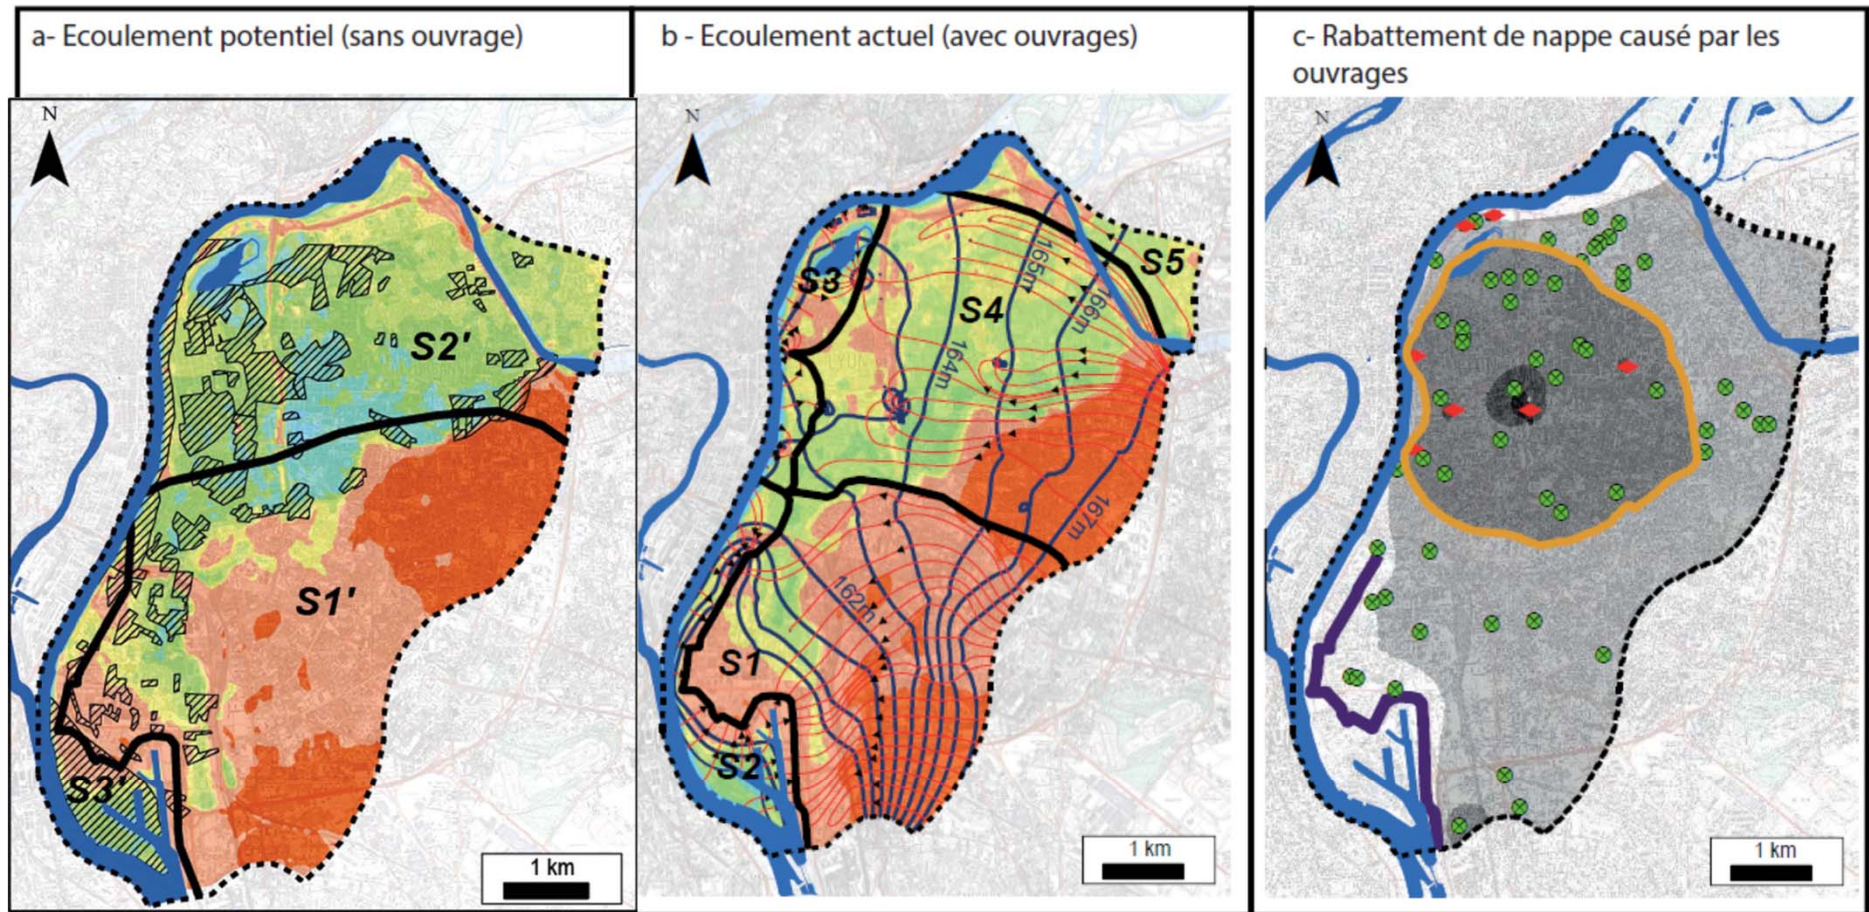 a- Ecoulement potentiel (sans ouvrage)
b - Ecoulement actuel (avec ouvrages)
c- Rabattement de nappe causé par les
ouvrages
N
S2'
S1'
S3'
1 km
N
S3
S4
S5
165m
166m
164m
167m
162m
S1
S2
1 km
N
1 km